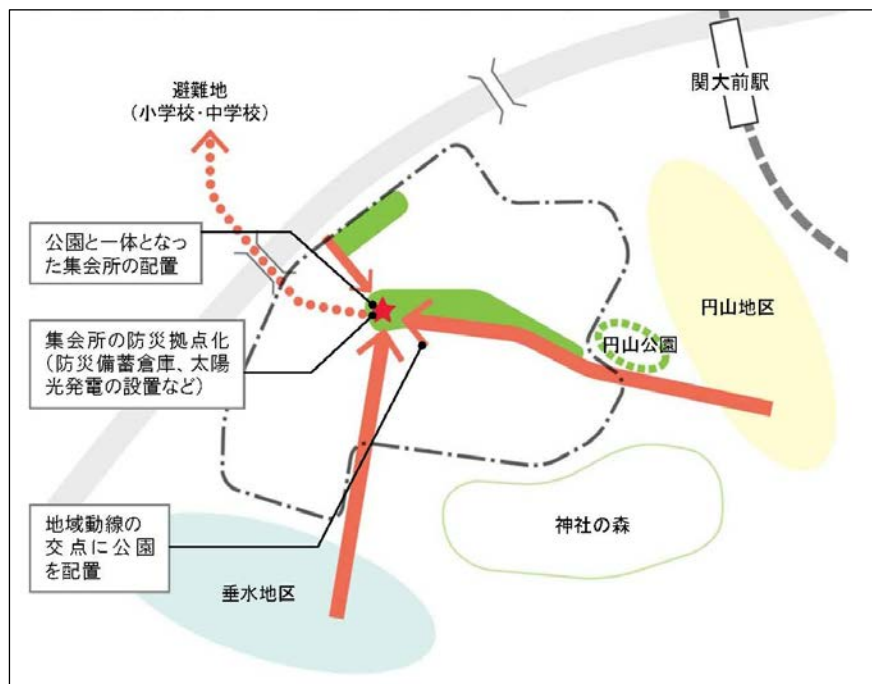 関大前駅
避難地
（小学校・中学校）
公園と一体となっ
た集会所の配置
円山地区
円山公園
集会所の防災拠点化
（防災備蓄倉庫、太陽
光発電の設置など）
地域動線の
交点に公園
を配置
神社の森
垂水地区